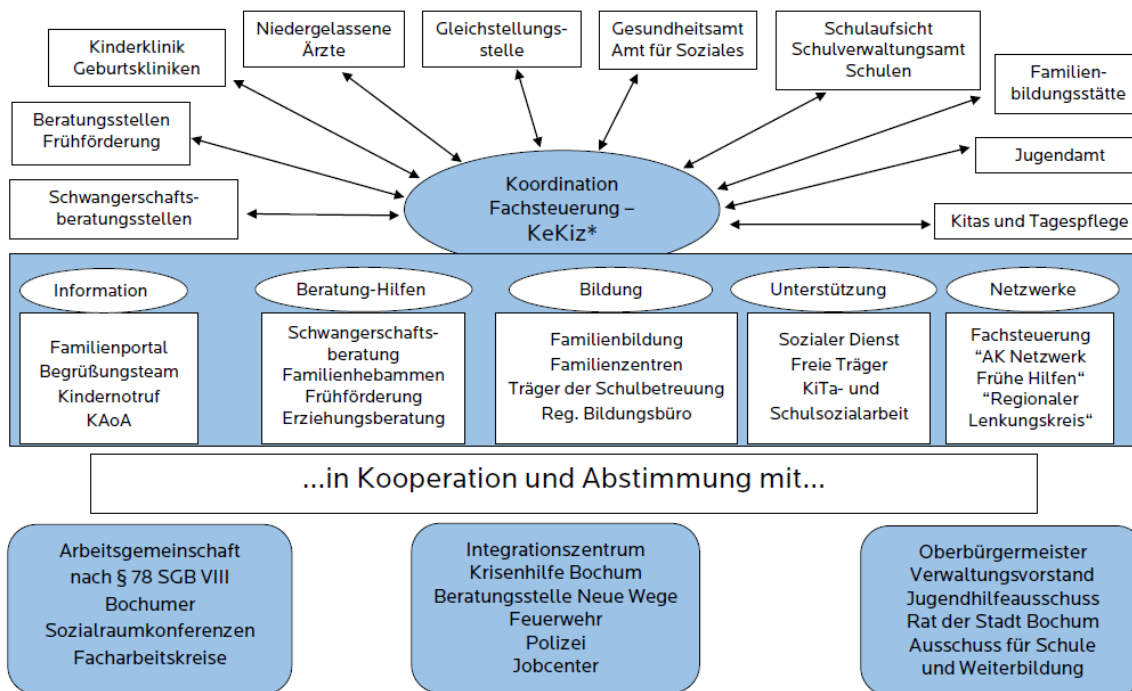 Kinderklinik
Geburtskliniken
Niedergelassene
Ärzte
Gleichstellungs-
stelle
Gesundheitsamt
Amt für Soziales
Schulaufsicht
Schulverwaltungsamt
Schulen
Familien-
bildungsstätte
Beratungsstellen
Frühförderung
Jugendamt
Schwangerschafts-
beratungsstellen
Kitas und Tagespflege
Koordination
Fachsteuerung –
KeKiz*
Information
Familienportal
Begrüßungsteam
Kindernotruf
KAoA
Beratung-Hilfen
Schwangerschafts-
beratung
Familienhebammen
Frühförderung
Erziehungsberatung
Bildung
Familienbildung
Familienzentren
Träger der Schulbetreuung
Reg. Bildungsbüro
Unterstützung
Sozialer Dienst
Freie Träger
KiTa- und
Schulsozialarbeit
Netzwerke
Fachsteuerung
“AK Netzwerk
Frühe Hilfen“
“Regionaler
Lenkungskreis“
...in Kooperation und Abstimmung mit...
Arbeitsgemeinschaft
nach § 78 SGB VIII
Bochumer
Sozialraumkonferenzen
Facharbeitskreise
Integrationszentrum
Krisenhilfe Bochum
Beratungsstelle Neue Wege
Feuerwehr
Polizei
Jobcenter
Oberbürgermeister
Verwaltungsvorstand
Jugendhilfeausschuss
Rat der Stadt Bochum
Ausschuss für Schule
und Weiterbildung